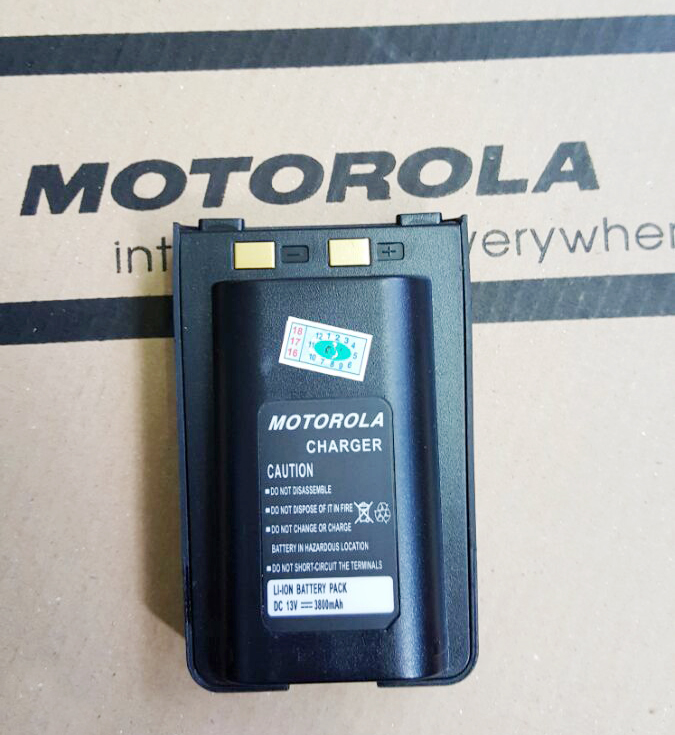 MOTOROLA
int
verywhe
- +
18
17
16
12 1 2 3 4
11 5
10 7 8 9 6
MOTOROLA
CHARGER
CAUTION
▪DO NOT DISASSEMBLE
▪DO NOT DISPOSE OF IT IN FIRE
▪DO NOT CHANGE OR CHARGE
BATTERY IN HAZARDOUS LOCATION
▪DO NOT SHORT-CIRCUIT THE TERMINALS
LI-ION BATTERY PACK
DC 13V ⎓ 3800mAh